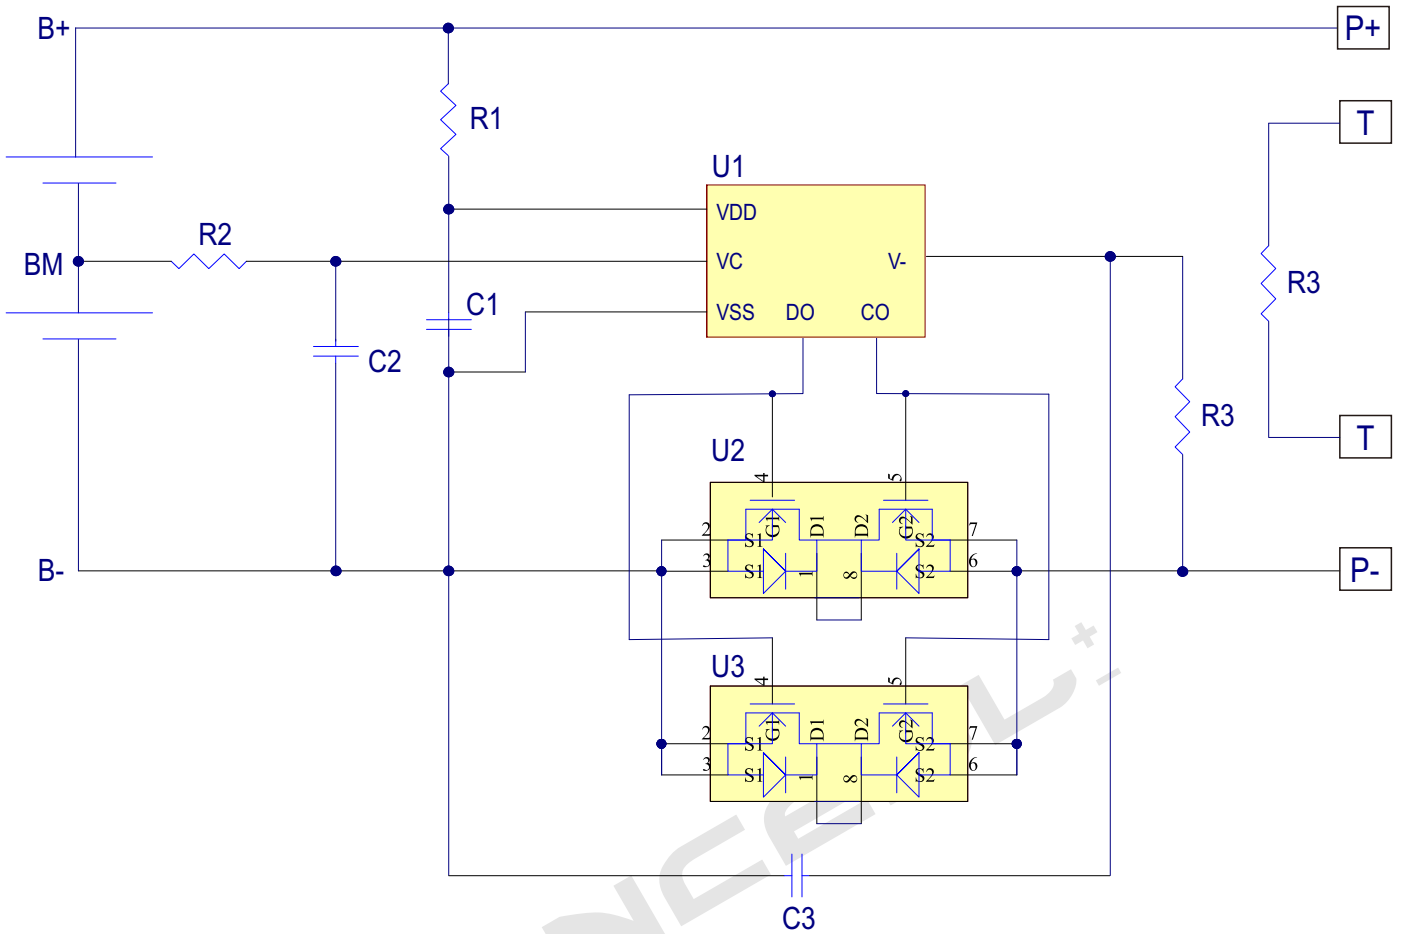 B+
P+
R1
T
U1
VDD
R2
BM
VC
V-
R3
C1
VSS
DO
CO
C2
R3
T
U2
4
5
2
S1
G1
D1
D2
G2
S2
7
3
S1
1
8
S2
6
B-
P-
U3
4
5
2
S1
G1
D1
D2
G2
S2
7
3
S1
1
8
S2
6
C3